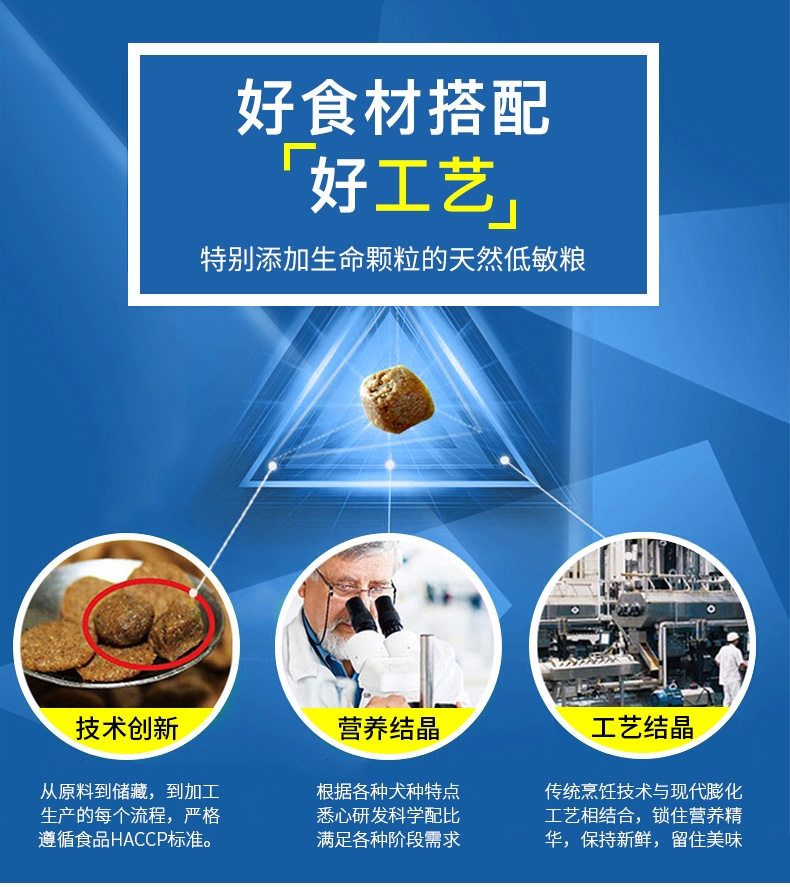 好食材搭配
好工艺
特别添加生命颗粒的天然低敏粮
技术创新
营养结晶
工艺结晶
从原料到储藏，到加工
生产的每个流程，严格
遵循食品HACCP标准。
根据各种犬种特点
悉心研发科学配比
满足各种阶段需求
传统烹饪技术与现代膨化
工艺相结合，锁住营养精
华，保持新鲜，留住美味